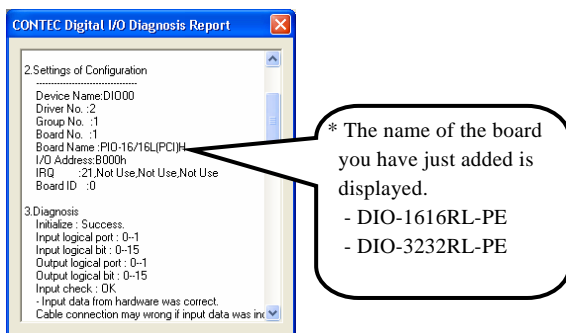 CONTEC Digital I/O Diagnosis Report
2.Settings of Configuration
-----------------------------------
Device Name:DIO00
Driver No. :2
Group No. :1
Board No. :1
Board Name :PIO-16/16L(PCI)H
I/O Address:B000h
IRQ :21,Not Use,Not Use,Not Use
Board ID :0
3.Diagnosis
Initialize : Success.
Input logical port : 0--1
Input logical bit : 0--15
Output logical port : 0--1
Output logical bit : 0--15
Input check : OK
- Input data from hardware was correct.
Cable connection may wrong if input data was
* The name of the board
you have just added is
displayed.
- DIO-1616RL-PE
- DIO-3232RL-PE